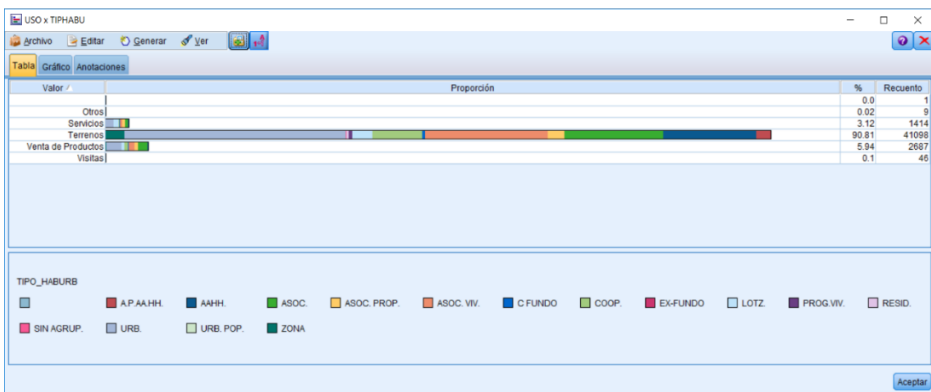 USO x TIPHABU
Archivo Editar Generar Ver
Tabla Gráfico Anotaciones
Valor Proporción % Recuento
0.0 1
Otros 0.02 9
Servicios 3.12 1414
Terrenos 90.81 41098
Venta de Productos 5.94 2687
Visitas 0.1 46
TIPO_HABURB
A.P.AA.HH. AAHH. ASOC. ASOC. PROP. ASOC. VIV. C FUNDO COOP. EX-FUNDO LOTZ. PROG.VIV. RESID.
SIN AGRUP. URB. URB. POP. ZONA
Aceptar